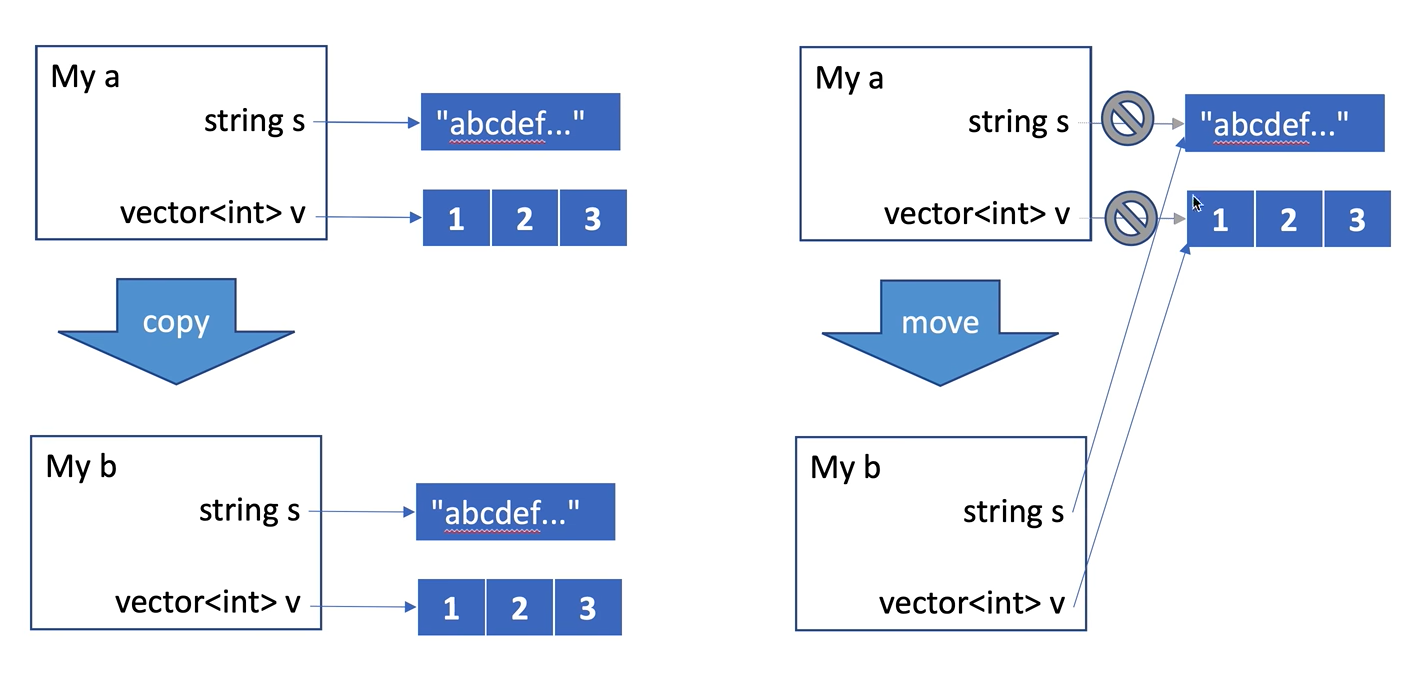 My a
string s
"abcdef..."
vector<int> v
1 2 3
copy
My b
string s
"abcdef..."
vector<int> v
1 2 3
My a
string s
"abcdef..."
vector<int> v
1 2 3
move
My b
string s
vector<int> v